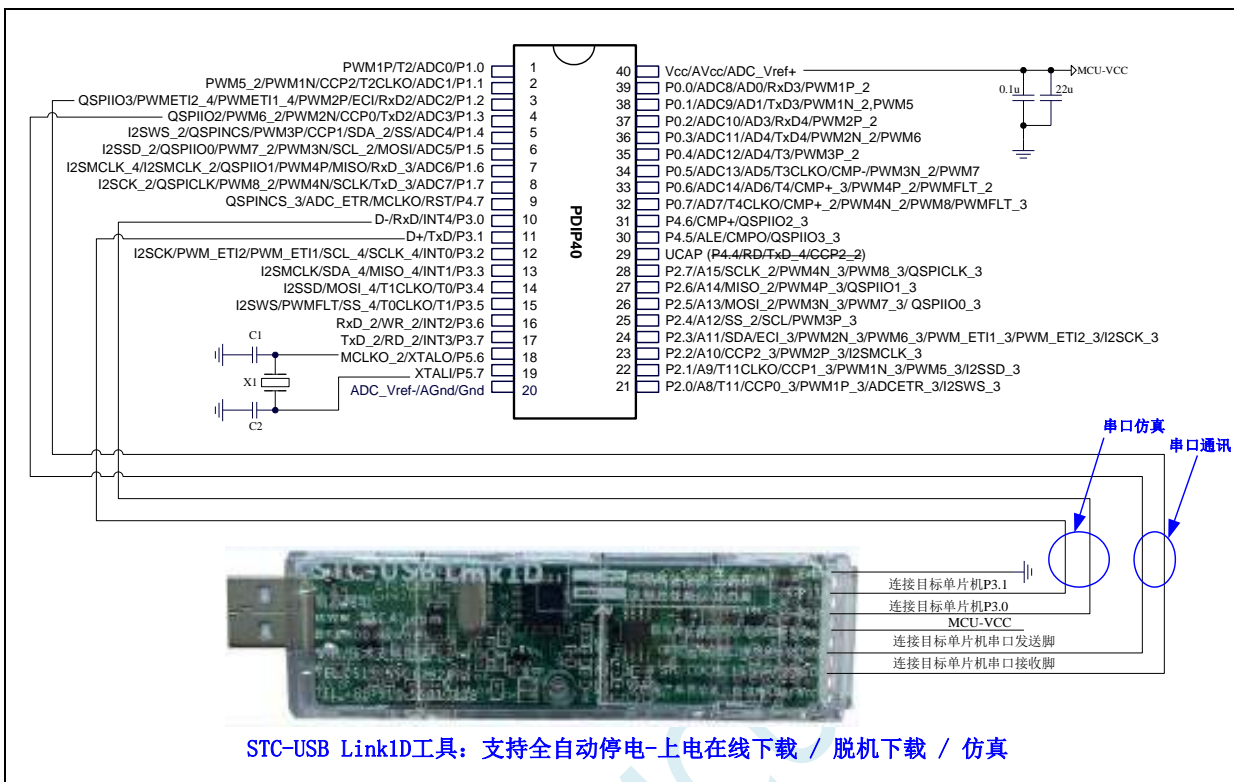 PWM1P/T2/ADC0/P1.0 1
PWM5_2/PWM1N/CCP2/T2CLKO/ADC1/P1.1 2
QSPIIO3/PWMETI2_4/PWMETI1_4/PWM2P/ECI/RxD2/ADC2/P1.2 3
QSPIIO2/PWM6_2/PWM2N/CCP0/TxD2/ADC3/P1.3 4
I2SWS_2/QSPINCS/PWM3P/CCP1/SDA_2/SS/ADC4/P1.4 5
I2SSD_2/QSPIIO0/PWM7_2/PWM3N/SCL_2/MOSI/ADC5/P1.5 6
I2SMCLK_4/I2SMCLK_2/QSPIIO1/PWM4P/MISO/RxD_3/ADC6/P1.6 7
I2SCK_2/QSPICLK/PWM8_2/PWM4N/SCLK/TxD_3/ADC7/P1.7 8
QSPINCS_3/ADC_ETR/MCLKO/RST/P4.7 9
D-/RxD/INT4/P3.0 10
D+/TxD/P3.1 11
I2SCK/PWM_ETI2/PWM_ETI1/SCL_4/SCLK_4/INT0/P3.2 12
I2SMCLK/SDA_4/MISO_4/INT1/P3.3 13
I2SSD/MOSI_4/T1CLKO/T0/P3.4 14
I2SWS/PWMFLT/SS_4/T0CLKO/T1/P3.5 15
RxD_2/WR_2/INT2/P3.6 16
TxD_2/RD_2/INT3/P3.7 17
MCLKO_2/XTALO/P5.6 18
XTALI/P5.7 19
ADC_Vref-/AGnd/Gnd 20
PDIP40
40 Vcc/AVcc/ADC_Vref+
39 P0.0/ADC8/AD0/RxD3/PWM1P_2
38 P0.1/ADC9/AD1/TxD3/PWM1N_2,PWM5
37 P0.2/ADC10/AD3/RxD4/PWM2P_2
36 P0.3/ADC11/AD4/TxD4/PWM2N_2/PWM6
35 P0.4/ADC12/AD4/T3/PWM3P_2
34 P0.5/ADC13/AD5/T3CLKO/CMP-/PWM3N_2/PWM7
33 P0.6/ADC14/AD6/T4/CMP+_3/PWM4P_2/PWMFLT_2
32 P0.7/AD7/T4CLKO/CMP+_2/PWM4N_2/PWM8/PWMFLT_3
31 P4.6/CMP+/QSPIIO2_3
30 P4.5/ALE/CMPO/QSPIIO3_3
29 UCAP (P4.4/RD/TxD_4/CCP2_2)
28 P2.7/A15/SCLK_2/PWM4N_3/PWM8_3/QSPICLK_3
27 P2.6/A14/MISO_2/PWM4P_3/QSPIIO1_3
26 P2.5/A13/MOSI_2/PWM3N_3/PWM7_3/ QSPIIO0_3
25 P2.4/A12/SS_2/SCL/PWM3P_3
24 P2.3/A11/SDA/ECI_3/PWM2N_3/PWM6_3/PWM_ETI1_3/PWM_ETI2_3/I2SCK_3
23 P2.2/A10/CCP2_3/PWM2P_3/I2SMCLK_3
22 P2.1/A9/T11CLKO/CCP1_3/PWM1N_3/PWM5_3/I2SSD_3
21 P2.0/A8/T11/CCP0_3/PWM1P_3/ADCETR_3/I2SWS_3
MCU-VCC
0.1u 22u
C1
X1
C2
串口仿真
串口通讯
STC-USB Link1D
连接目标单片机P3.1
连接目标单片机P3.0
MCU-VCC
连接目标单片机串口发送脚
连接目标单片机串口接收脚
STC-USB Link1D工具：支持全自动停电-上电在线下载 / 脱机下载 / 仿真